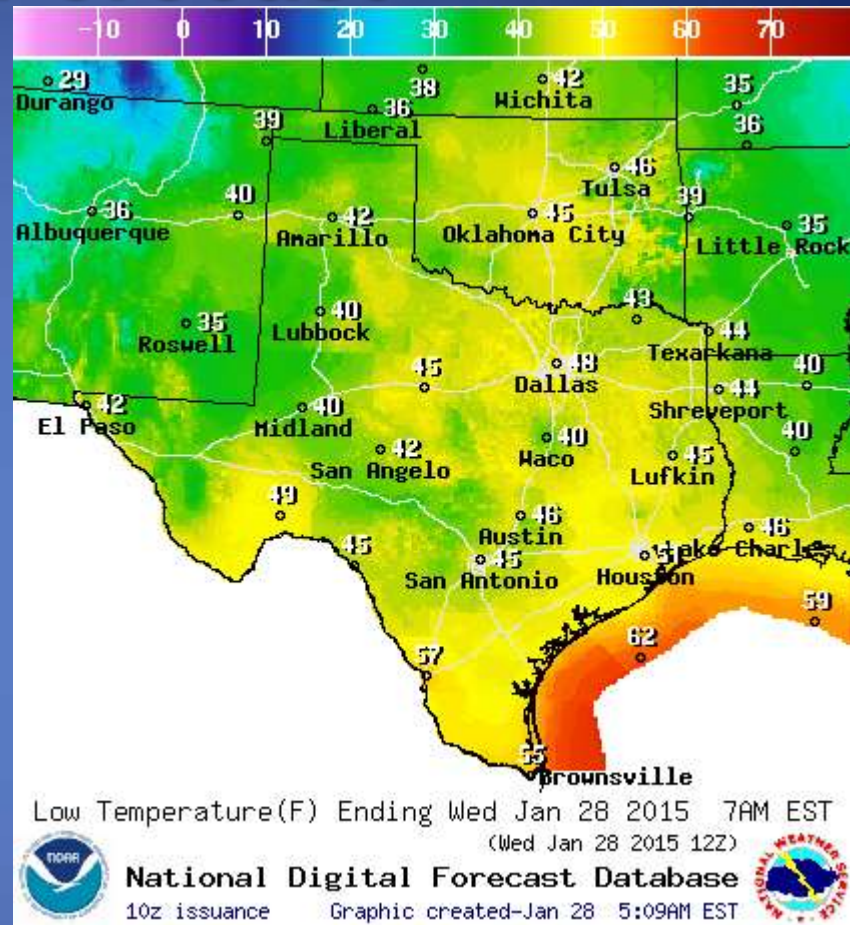 -10 0 10 20 30 40 50 60 70
29
Durango
38
42
Wichita
35
36
Liberal
36
39
46
Tulsa
36
Albuquerque
40
42
Amarillo
45
Oklahoma City
39
35
Little Rock
35
Roswell
40
Lubbock
43
44
Texarkana
45
48
Dallas
44
Shreveport
40
42
El Paso
40
Midland
42
San Angelo
40
Waco
45
Lufkin
40
49
46
Austin
46
45
45
San Antonio
51
Houston
59
62
57
55
Brownsville
Low Temperature(F) Ending Wed Jan 28 2015 7AM EST
(Wed Jan 28 2015 12Z)
noaa
National Digital Forecast Database
10z issuance Graphic created-Jan 28 5:09AM EST
NATIONAL WEATHER SERVICE